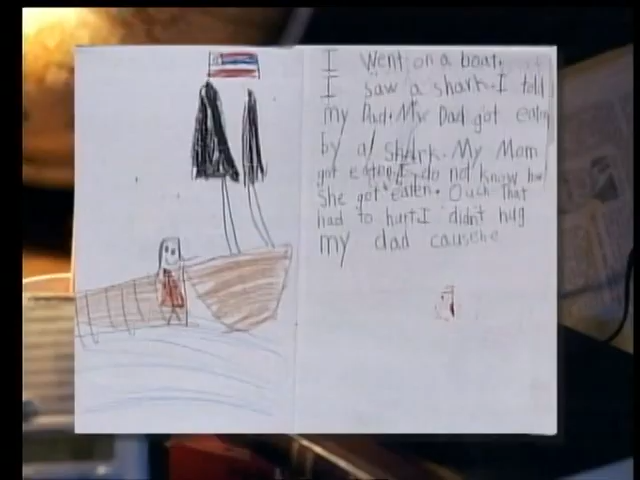 I Went on a boat.
I saw a shark. I told
my Dad. My Dad got eaten
by a shark. My Mom
got eating I do not know how
She got eaten. Ouch that
had to hurt. I didn't hug
my dad cause he